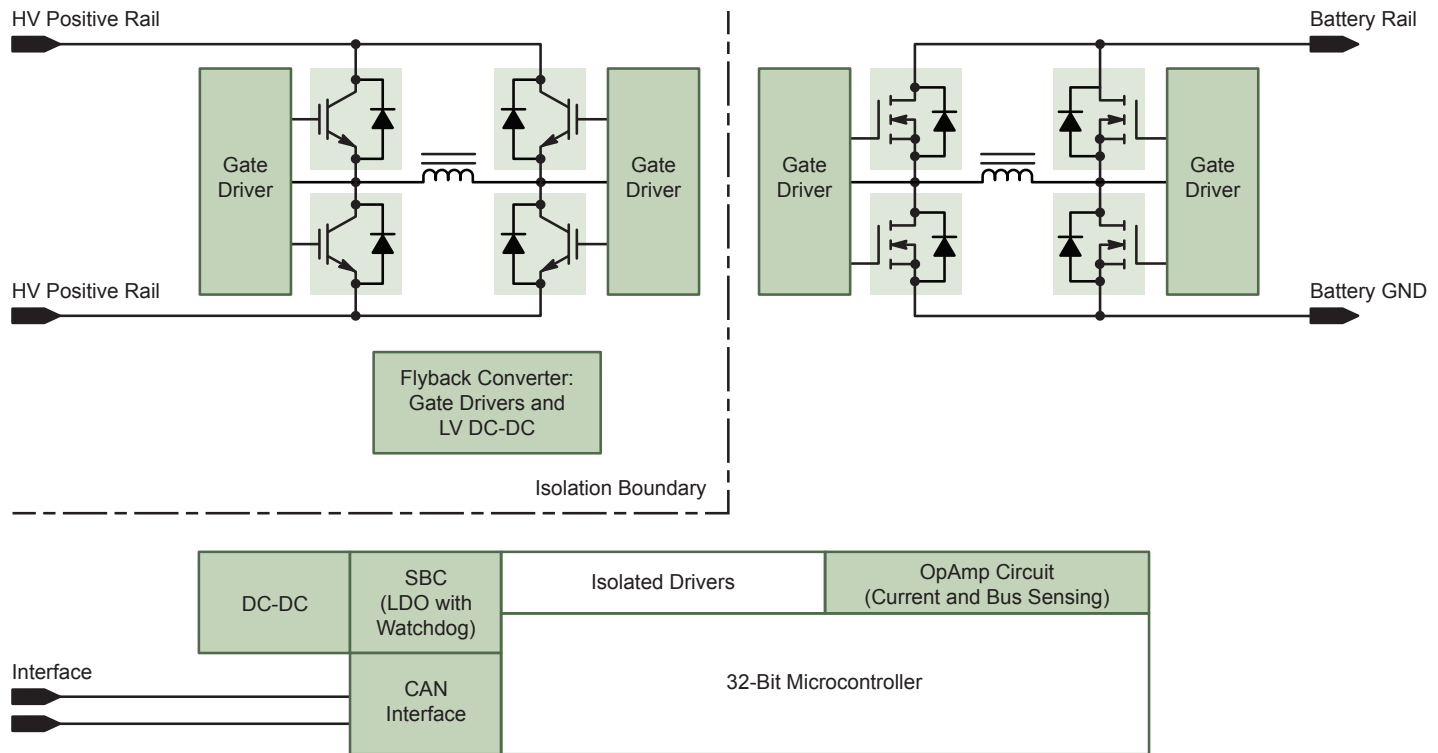 HV Positive Rail
Battery Rail
Gate
Driver
Gate
Driver
Gate
Driver
Gate
Driver
HV Positive Rail
Battery GND
Flyback Converter:
Gate Drivers and
LV DC-DC
Isolation Boundary
DC-DC
SBC
(LDO with
Watchdog)
Isolated Drivers
OpAmp Circuit
(Current and Bus Sensing)
Interface
CAN
Interface
32-Bit Microcontroller